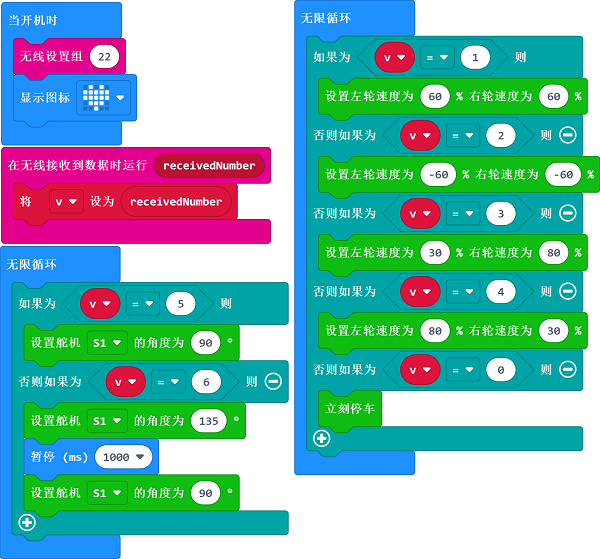 当开机时
无线设置组 22
显示图标
在无线接收到数据时运行 receivedNumber
将 v 设为 receivedNumber
无限循环
如果为 v = 5 则
设置舵机 S1 的角度为 90 °
否则如果为 v = 6 则
设置舵机 S1 的角度为 135 °
暂停 (ms) 1000
设置舵机 S1 的角度为 90 °
无限循环
如果为 v = 1 则
设置左轮速度为 60 % 右轮速度为 60 %
否则如果为 v = 2 则
设置左轮速度为 -60 % 右轮速度为 -60 %
否则如果为 v = 3 则
设置左轮速度为 30 % 右轮速度为 80 %
否则如果为 v = 4 则
设置左轮速度为 80 % 右轮速度为 30 %
否则如果为 v = 0 则
立刻停车